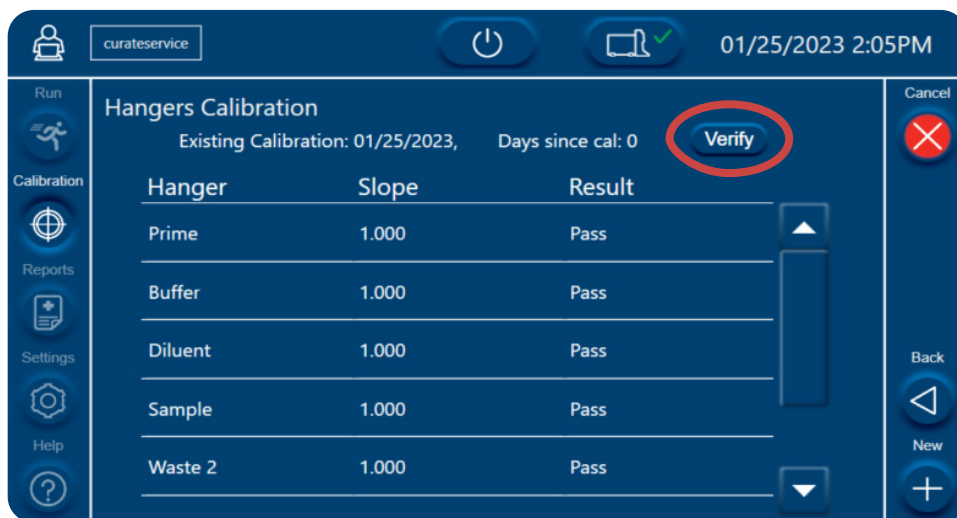 curateservice
01/25/2023 2:05PM
Run
Calibration
Reports
Settings
Help
Hangers Calibration
Existing Calibration: 01/25/2023, Days since cal: 0 Verify
Hanger Slope Result
Prime 1.000 Pass
Buffer 1.000 Pass
Diluent 1.000 Pass
Sample 1.000 Pass
Waste 2 1.000 Pass
Cancel
Back
New